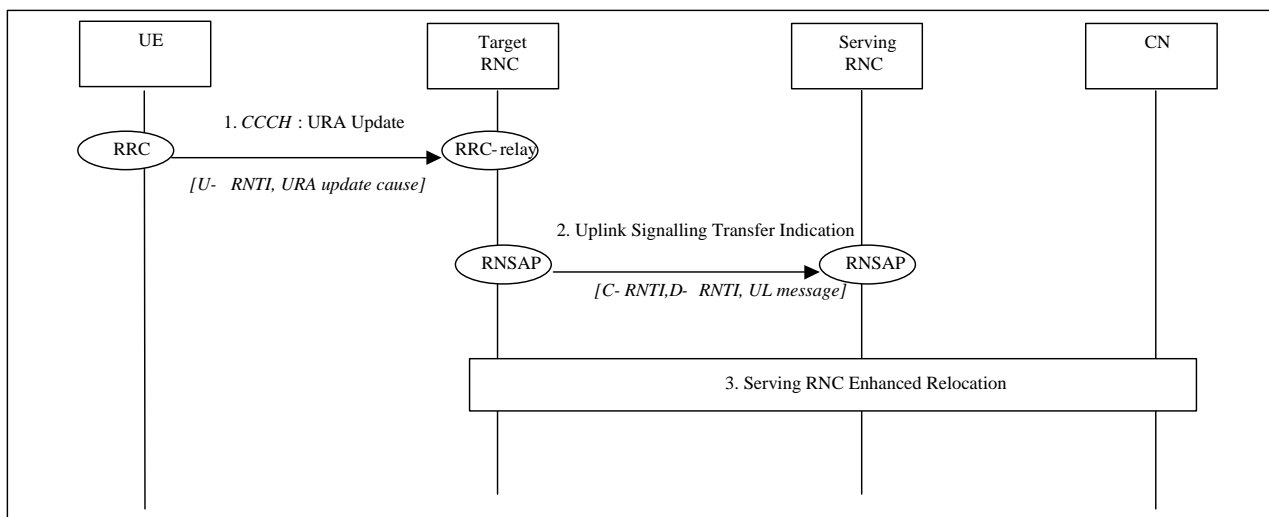 UE
Target
RNC
Serving
RNC
CN
1. CCCH : URA Update
RRC
RRC- relay
[U- RNTI, URA update cause]
2. Uplink Signalling Transfer Indication
RNSAP
RNSAP
[C- RNTI,D- RNTI, UL message]
3. Serving RNC Enhanced Relocation